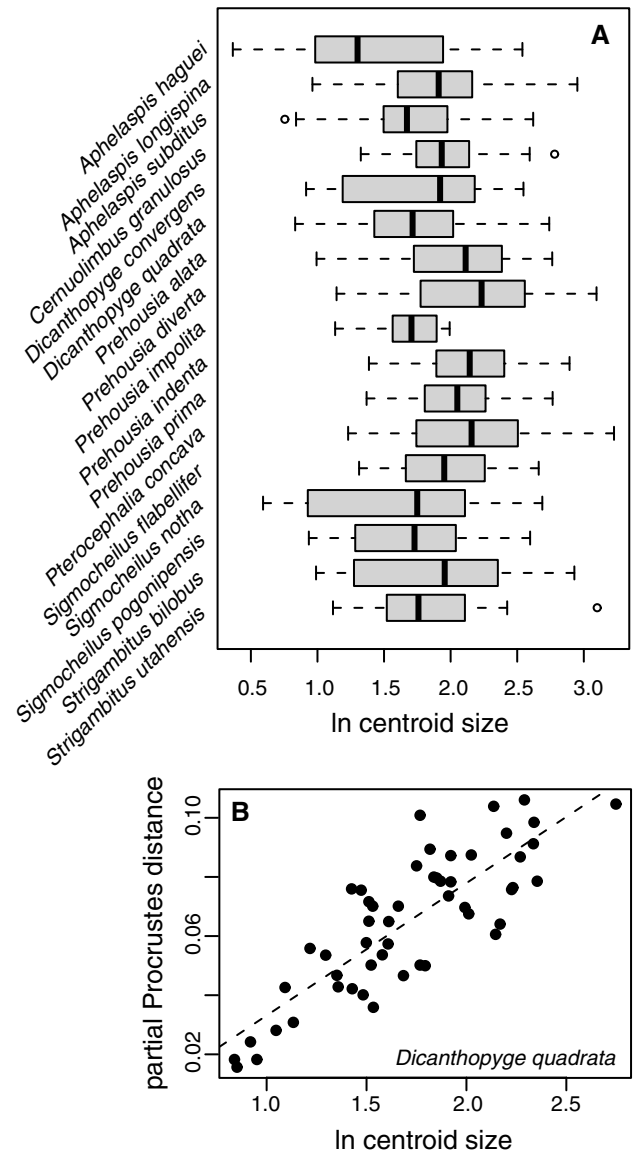 A
Aphelaspis haguei
Aphelaspis longispina
Aphelaspis subditus
Cernuolimbus granulosus
Dicanthopyge convergens
Dicanthopyge quadrata
Prehousia alata
Prehousia diverta
Prehousia impolita
Prehousia indenta
Prehousia prima
Pterocephalia concava
Sigmocheilus flabellifer
Sigmocheilus notha
Sigmocheilus pogonipensis
Strigambitus bilobus
Strigambitus utahensis
0.5 1.0 1.5 2.0 2.5 3.0
ln centroid size
B
partial Procrustes distance
0.10
0.06
0.02
Dicanthopyge quadrata
1.0 1.5 2.0 2.5
ln centroid size